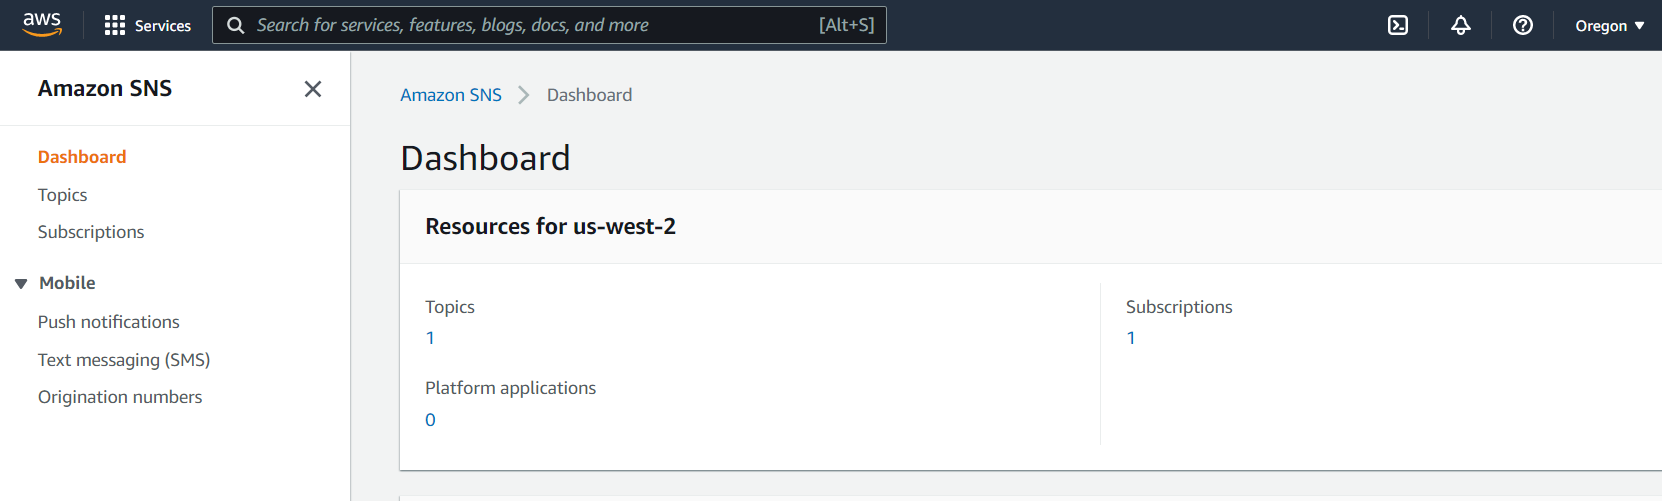 aws
Services
Search for services, features, blogs, docs, and more
[Alt+S]
Oregon
Amazon SNS
Dashboard
Topics
Subscriptions
Mobile
Push notifications
Text messaging (SMS)
Origination numbers
Amazon SNS
Dashboard
Dashboard
Resources for us-west-2
Topics
1
Platform applications
0
Subscriptions
1